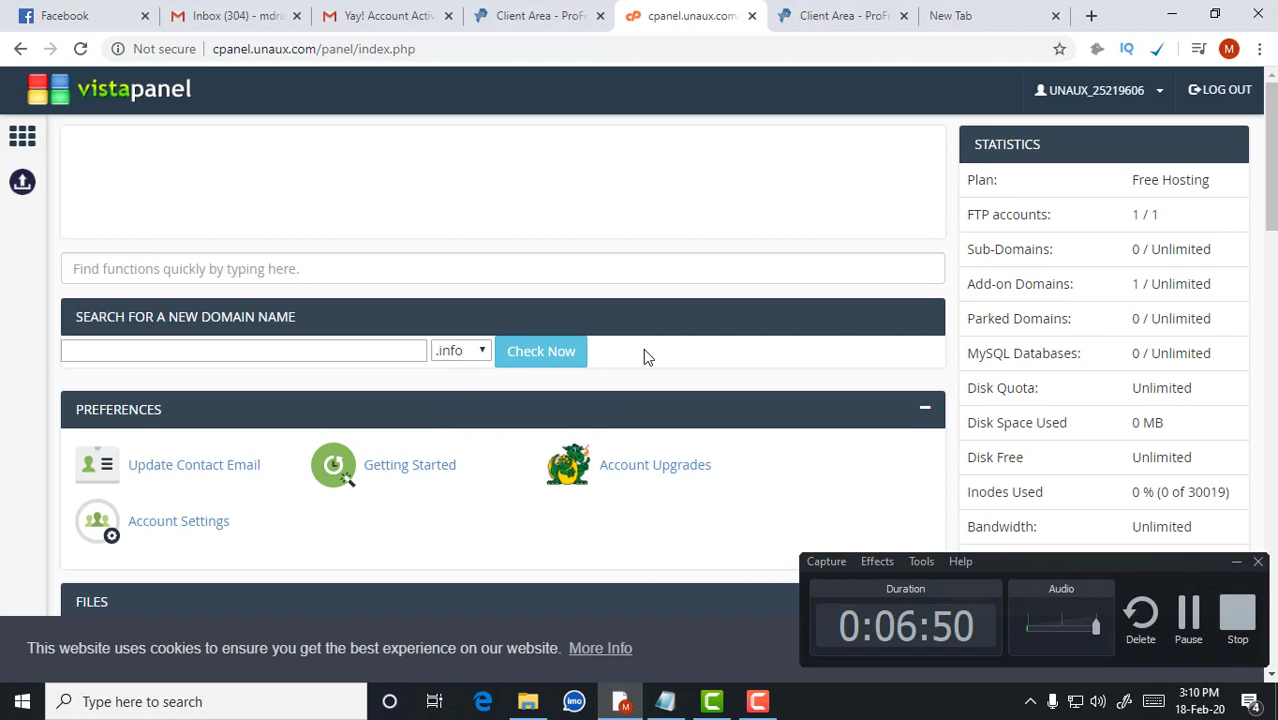 Facebook
Inbox (304) - mdra
Yay! Account Activ
Client Area - ProFr
cpanel.unaux.com
Client Area - ProFr
New Tab
Not secure
cpanel.unaux.com/panel/index.php
IQ
M
vistapanel
UNAUX_25219606
LOG OUT
Find functions quickly by typing here.
SEARCH FOR A NEW DOMAIN NAME
.info
Check Now
PREFERENCES
Update Contact Email
Getting Started
Account Upgrades
Account Settings
FILES
STATISTICS
Plan: Free Hosting
FTP accounts: 1 / 1
Sub-Domains: 0 / Unlimited
Add-on Domains: 1 / Unlimited
Parked Domains: 0 / Unlimited
MySQL Databases: 0 / Unlimited
Disk Quota: Unlimited
Disk Space Used 0 MB
Disk Free Unlimited
Inodes Used 0 % (0 of 30019)
Bandwidth: Unlimited
This website uses cookies to ensure you get the best experience on our website. More Info
Capture Effects Tools Help
Duration
0:06:50
Audio
Delete
Pause
Stop
Type here to search
imo
3:10 PM
18-Feb-20
4